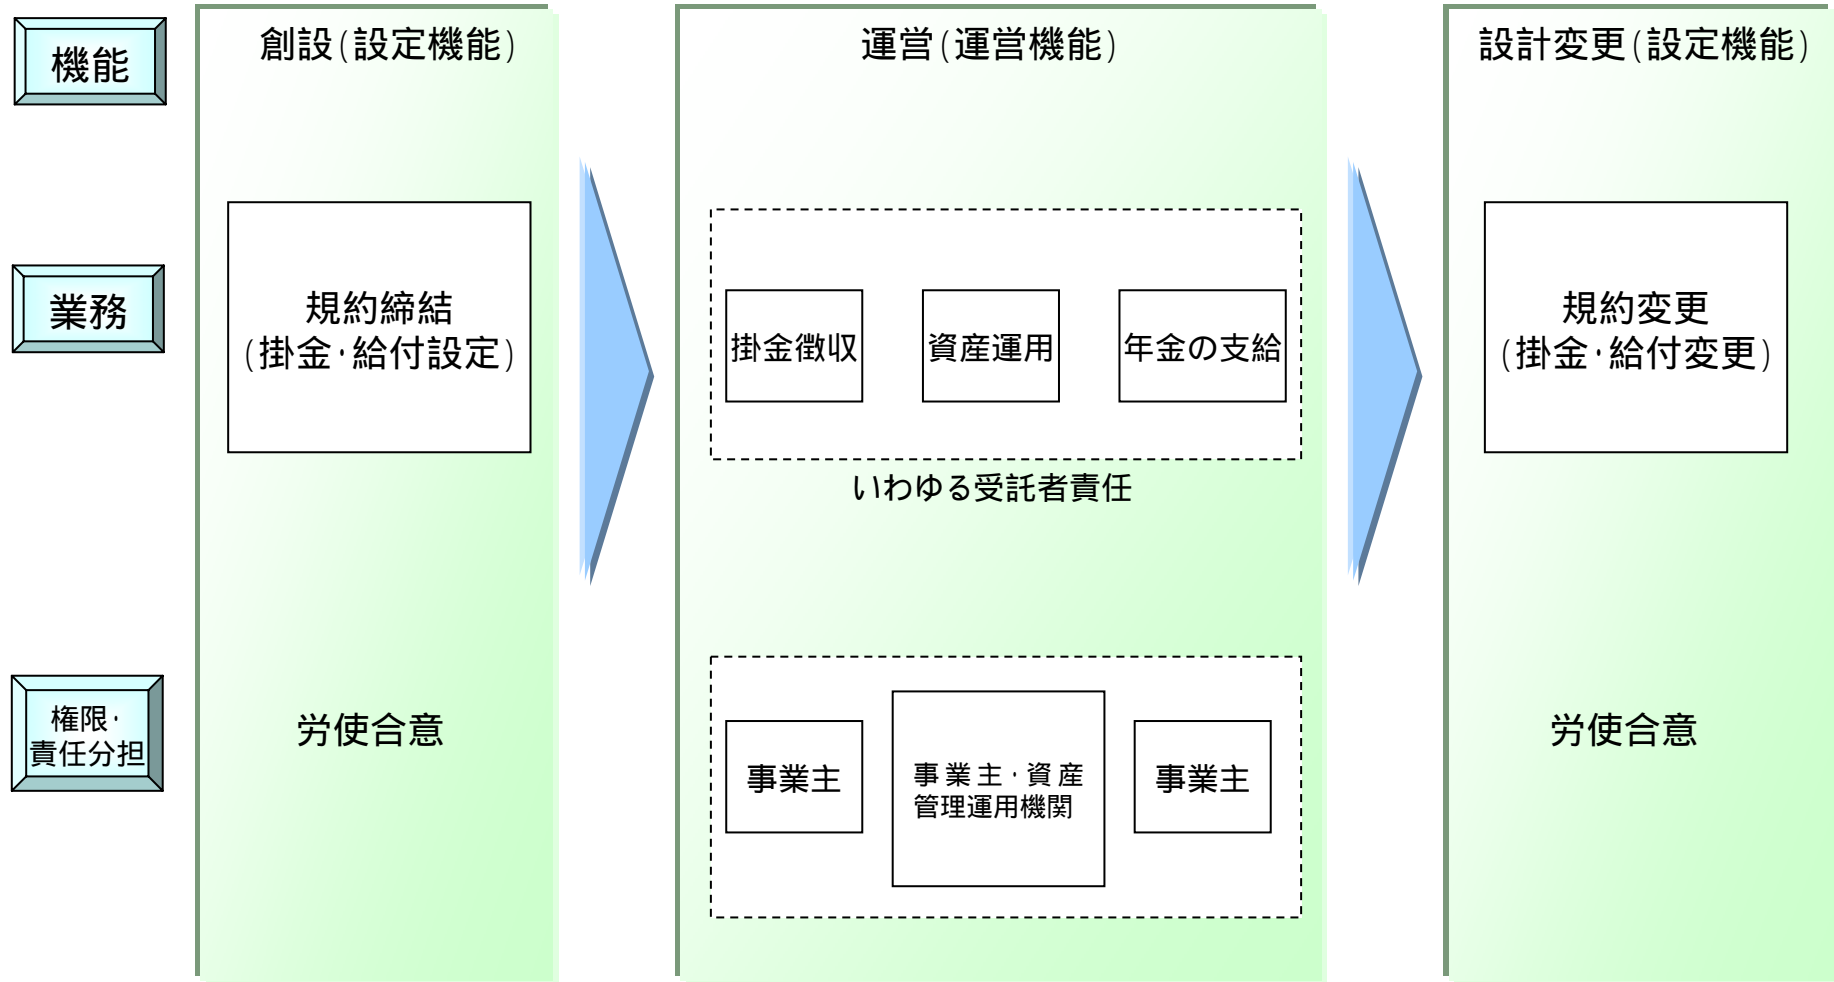 機能
創設(設定機能)
運営(運営機能)
設計変更(設定機能)
業務
規約締結
(掛金・給付設定)
掛金徴収
資産運用
年金の支給
いわゆる受託者責任
規約変更
(掛金・給付変更)
権限・
責任分担
労使合意
事業主
事業主・資産
管理運用機関
事業主
労使合意